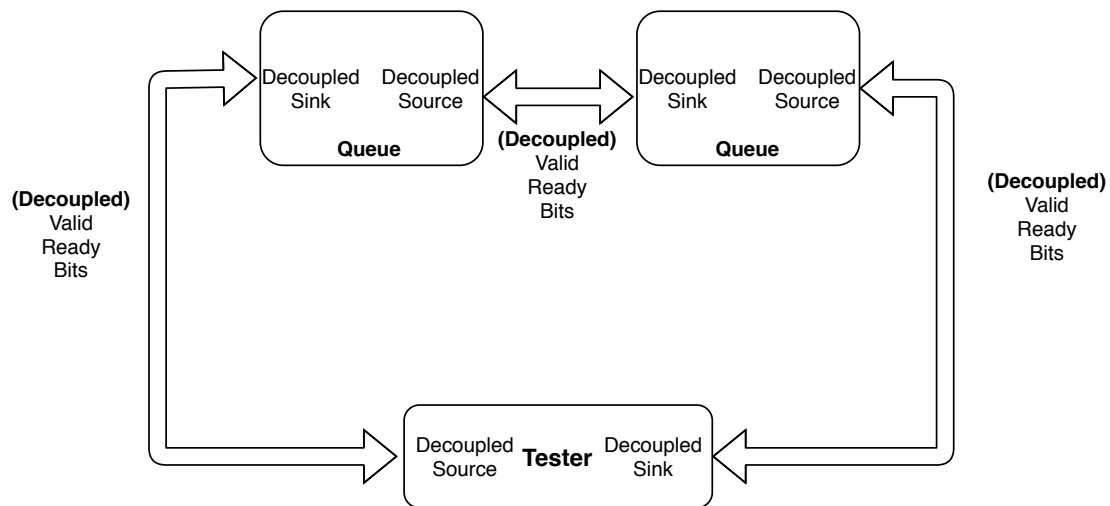 Decoupled
Sink
Decoupled
Source
Queue
(Decoupled)
Valid
Ready
Bits
Decoupled
Sink
Decoupled
Source
Queue
(Decoupled)
Valid
Ready
Bits
(Decoupled)
Valid
Ready
Bits
Decoupled
Source
Tester
Decoupled
Sink